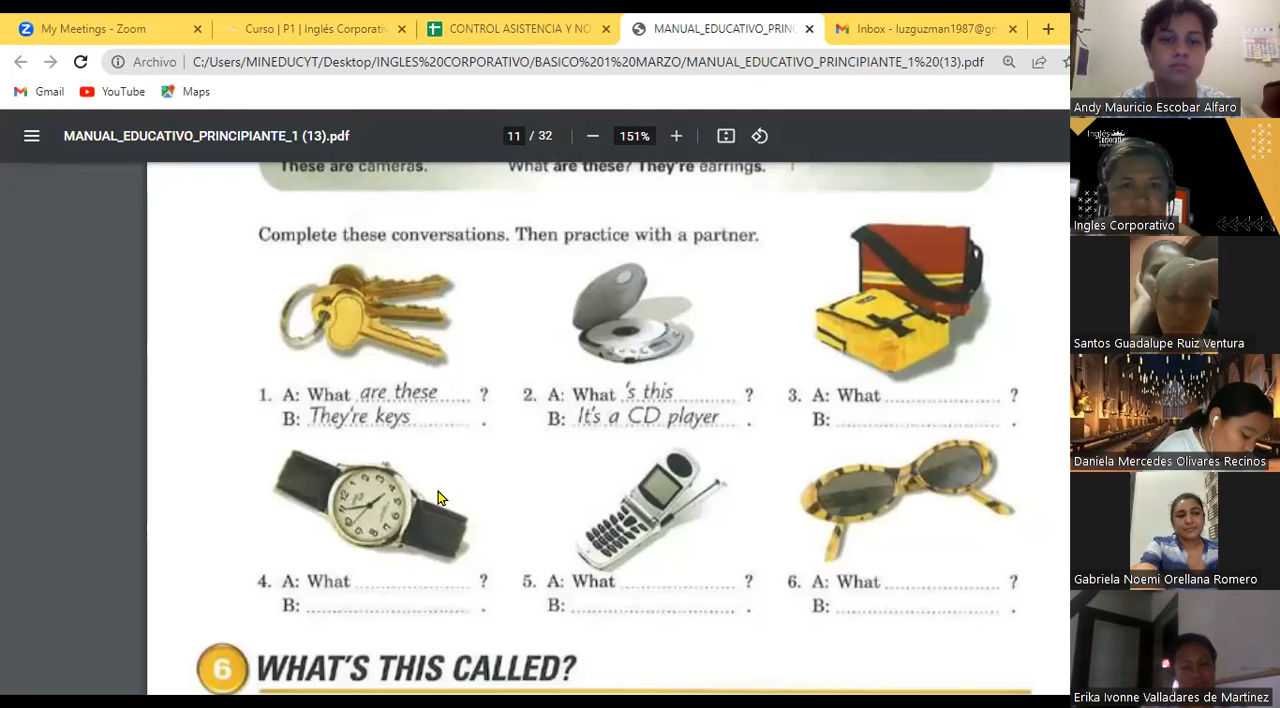 My Meetings - Zoom
Curso | P1 | Inglés Corporativ
CONTROL ASISTENCIA Y NO
MANUAL_EDUCATIVO_PRINC
Inbox - luzguzman1987@gm
Archivo
C:/Users/MINEDUCYT/Desktop/INGLES%20CORPORATIVO/BASICO%201%20MARZO/MANUAL_EDUCATIVO_PRINCIPIANTE_1%20(13).pdf
Gmail
YouTube
Maps
MANUAL_EDUCATIVO_PRINCIPIANTE_1 (13).pdf
11 / 32
151%
These are cameras.
What are these? They're earrings.
Complete these conversations. Then practice with a partner.
1. A: What are these ?
B: They're keys .
2. A: What 's this ?
B: It's a CD player .
3. A: What ?
B: .
4. A: What ?
B: .
5. A: What ?
B: .
6. A: What ?
B: .
6 WHAT'S THIS CALLED?
Andy Mauricio Escobar Alfaro
Inglés
Corporativo
Ingles Corporativo
Santos Guadalupe Ruiz Ventura
Daniela Mercedes Olivares Recinos
Gabriela Noemi Orellana Romero
Erika Ivonne Valladares de Martinez